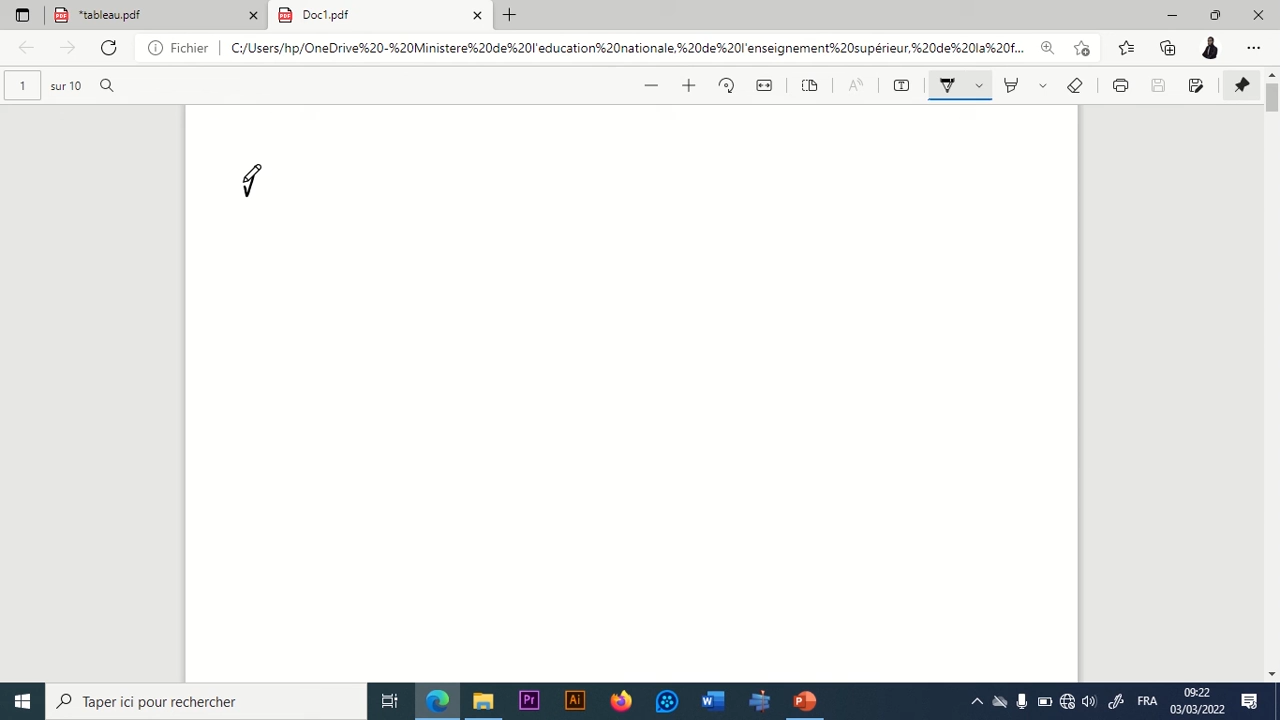 *tableau.pdf
Doc1.pdf
Fichier
C:/Users/hp/OneDrive%20-%20Ministere%20de%20l'education%20nationale,%20de%20l'enseignement%20supérieur,%20de%20la%20f...
1 sur 10
Taper ici pour rechercher
FRA
09:22
03/03/2022